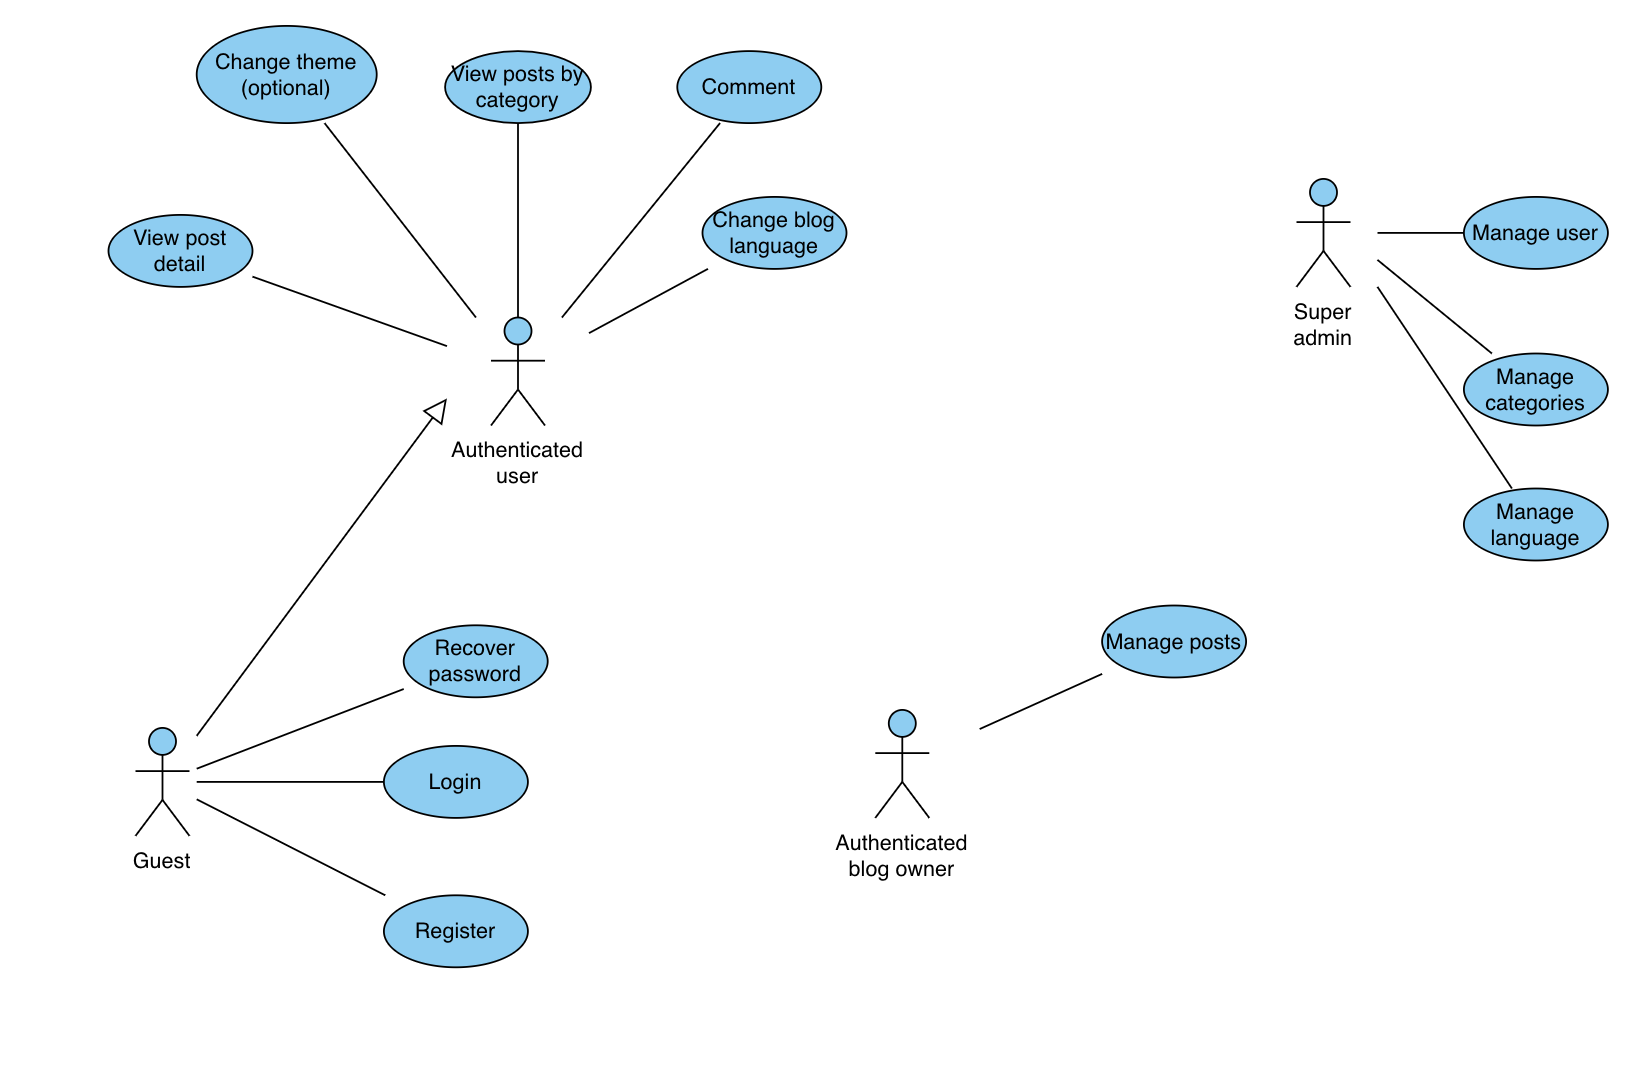 Change theme
(optional)
View posts by
category
Comment
View post
detail
Change blog
language
Authenticated
user
Super
admin
Manage user
Manage
categories
Manage
language
Recover
password
Login
Register
Guest
Manage posts
Authenticated
blog owner